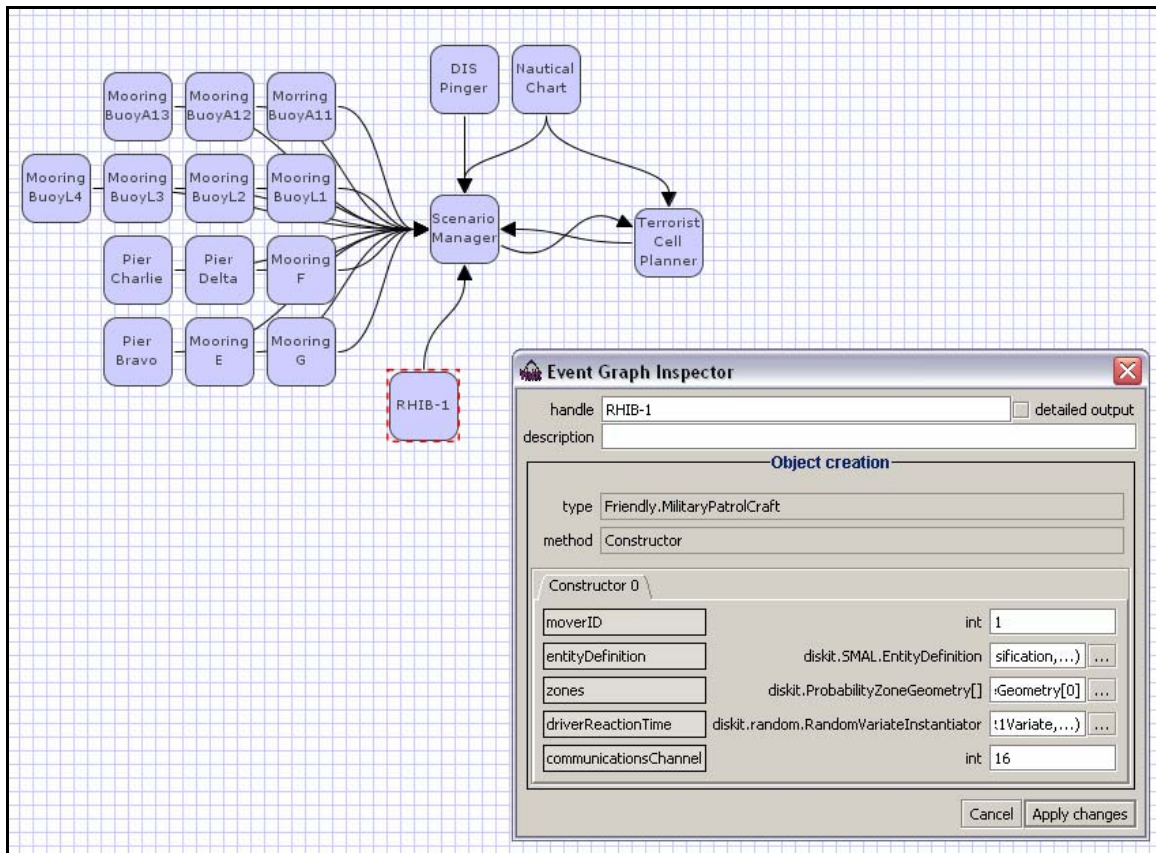 DIS
Pinger
Nautical
Chart
Mooring
BuoyA13
Mooring
BuoyA12
Morring
BuoyA11
Mooring
BuoyL4
Mooring
BuoyL3
Mooring
BuoyL2
Mooring
BuoyL1
Scenario
Manager
Terrorist
Cell
Planner
Pier
Charlie
Pier
Delta
Mooring
F
Pier
Bravo
Mooring
E
Mooring
G
RHIB-1
Event Graph Inspector
handle RHIB-1 detailed output
description
Object creation
type Friendly.MilitaryPatrolCraft
method Constructor
Constructor 0
moverID int 1
entityDefinition diskit.SMAL.EntityDefinition sification,...) ...
zones diskit.ProbabilityZoneGeometry[] Geometry[0] ...
driverReactionTime diskit.random.RandomVariateInstantiator 1Variate,...) ...
communicationsChannel int 16
Cancel Apply changes